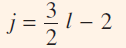 j = 3/2 l − 2